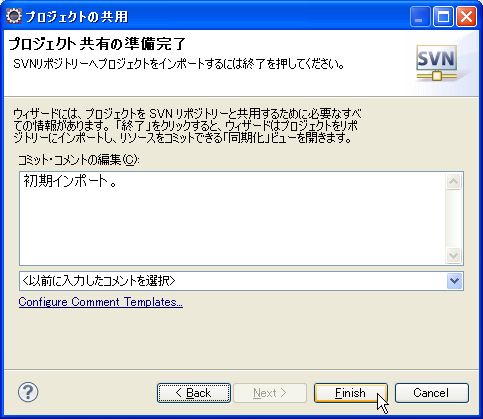 プロジェクトの共用
プロジェクト共有の準備完了
SVNリポジトリーへプロジェクトをインポートするには終了を押してください。
SVN
ウィザードには、プロジェクトを SVN リポジトリーと共用するために必要なすべ
ての情報があります。「終了」をクリックすると、ウィザードはプロジェクトをリポ
ジトリーにインポートし、リソースをコミットできる「同期化」ビューを開きます。
コミット・コメントの編集(C):
初期インポート。
<以前に入力したコメントを選択>
Configure Comment Templates...
?
< Back
Next >
Finish
Cancel